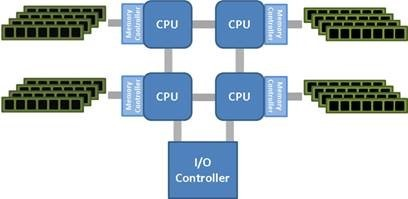 Memory
Controller
CPU
CPU
Memory
Controller
Memory
Controller
CPU
CPU
Memory
Controller
I/O
Controller